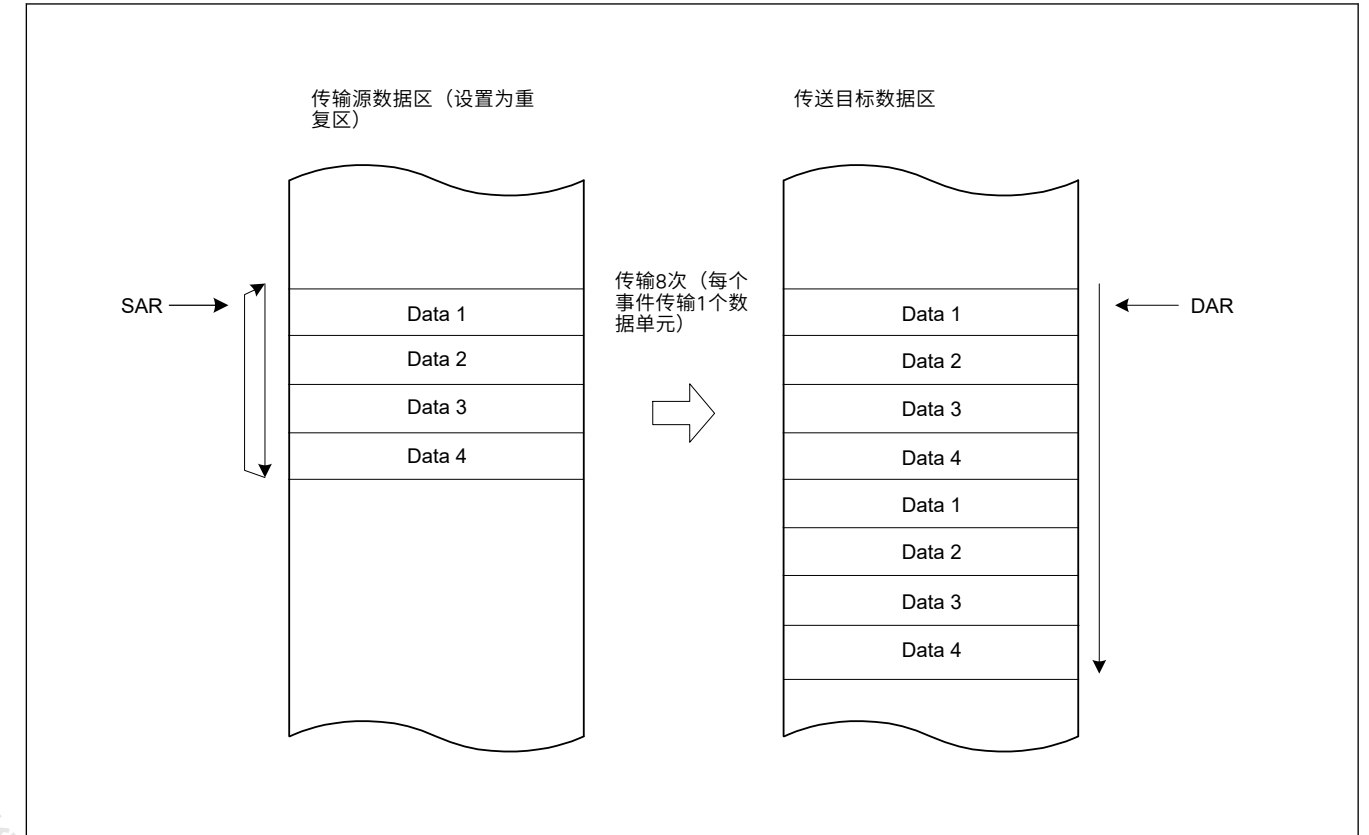 传输源数据区（设置为重
复区）
传送目标数据区
SAR
传输8次（每个
事件传输1个数
据单元）
DAR
Data 1
Data 2
Data 3
Data 4
Data 1
Data 2
Data 3
Data 4
Data 1
Data 2
Data 3
Data 4